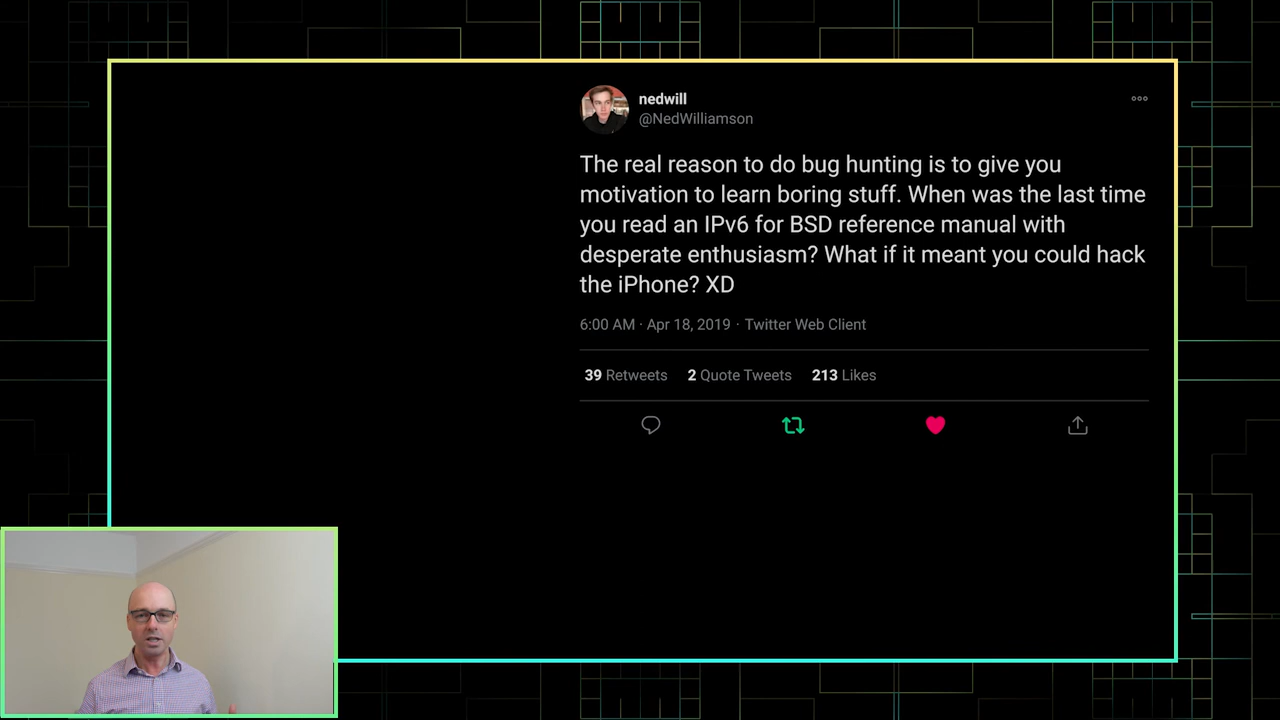 nedwill
@NedWilliamson
The real reason to do bug hunting is to give you
motivation to learn boring stuff. When was the last time
you read an IPv6 for BSD reference manual with
desperate enthusiasm? What if it meant you could hack
the iPhone? XD
6:00 AM · Apr 18, 2019 · Twitter Web Client
39 Retweets 2 Quote Tweets 213 Likes